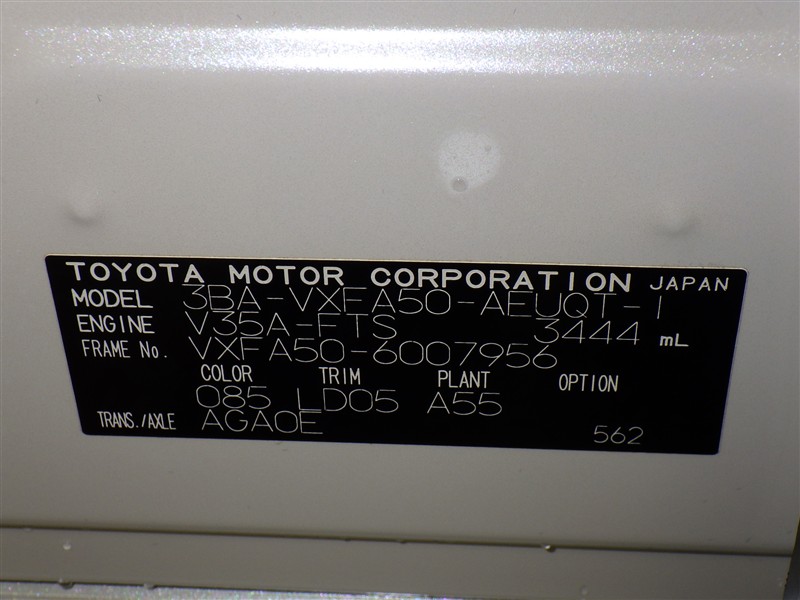 TOYOTA MOTOR CORPORATION JAPAN
MODEL 3BA-VXFA50-AEUQT-I
ENGINE V35A-FTS 3444 mL
FRAME No. VXFA50-6007956
COLOR TRIM PLANT OPTION
085 LD05 A55
TRANS./AXLE AGA0E
562